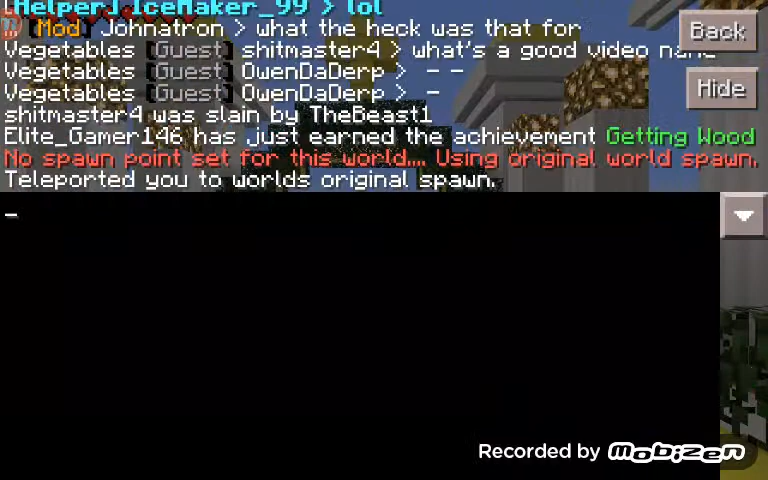 [Helper] IceMaker_99 > lol
[Mod] Johnatron > what the heck was that for
Vegetables [Guest] shitmaster4 > what's a good video name
Vegetables [Guest] OwenDaDerp > - -
Vegetables [Guest] OwenDaDerp > -
shitmaster4 was slain by TheBeast1
Elite_Gamer146 has just earned the achievement Getting Wood
No spawn point set for this world.... Using original world spawn.
Teleported you to worlds original spawn.
Back
Hide
Recorded by Mobizen